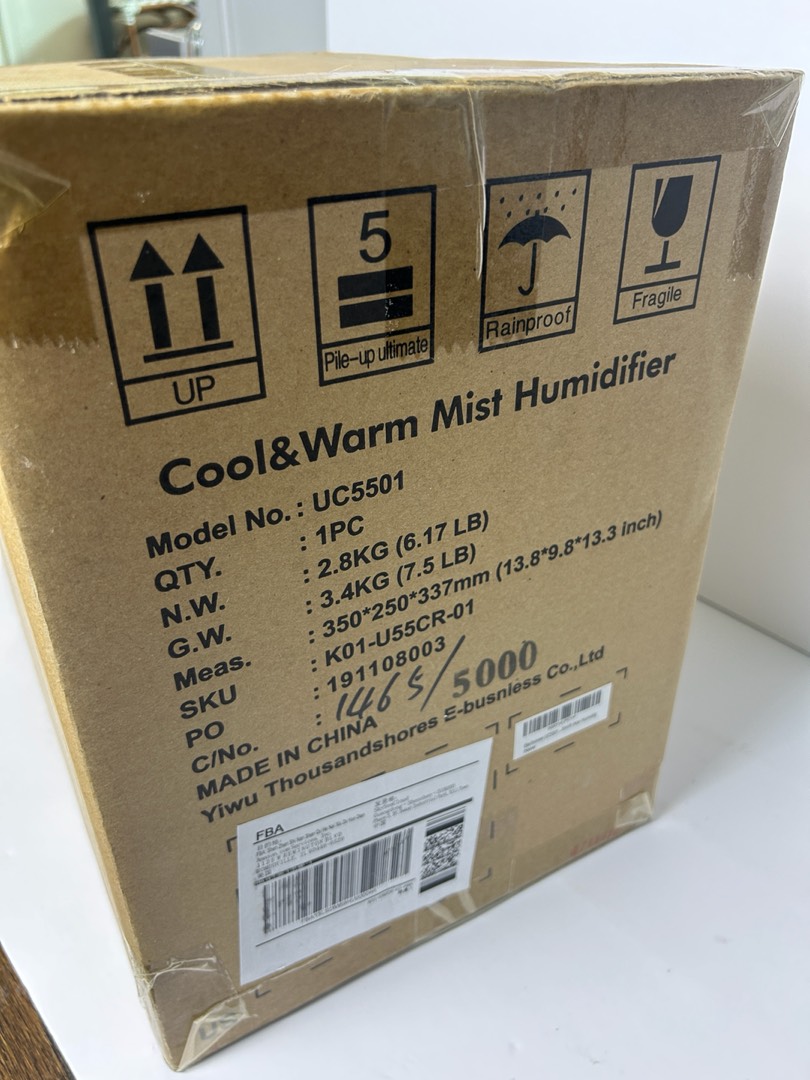 UP
5
Pile-up ultimate
Rainproof
Fragile
Cool&Warm Mist Humidifier
Model No. : UC5501
QTY. : 1PC
N.W. : 2.8KG (6.17 LB)
G.W. : 3.4KG (7.5 LB)
Meas. : 350*250*337mm (13.8*9.8*13.3 inch)
SKU : K01-U55CR-01
PO : 191108003
C/No. : 1465/5000
MADE IN CHINA
Yiwu Thousandshores E-busniess Co.,Ltd
FBA